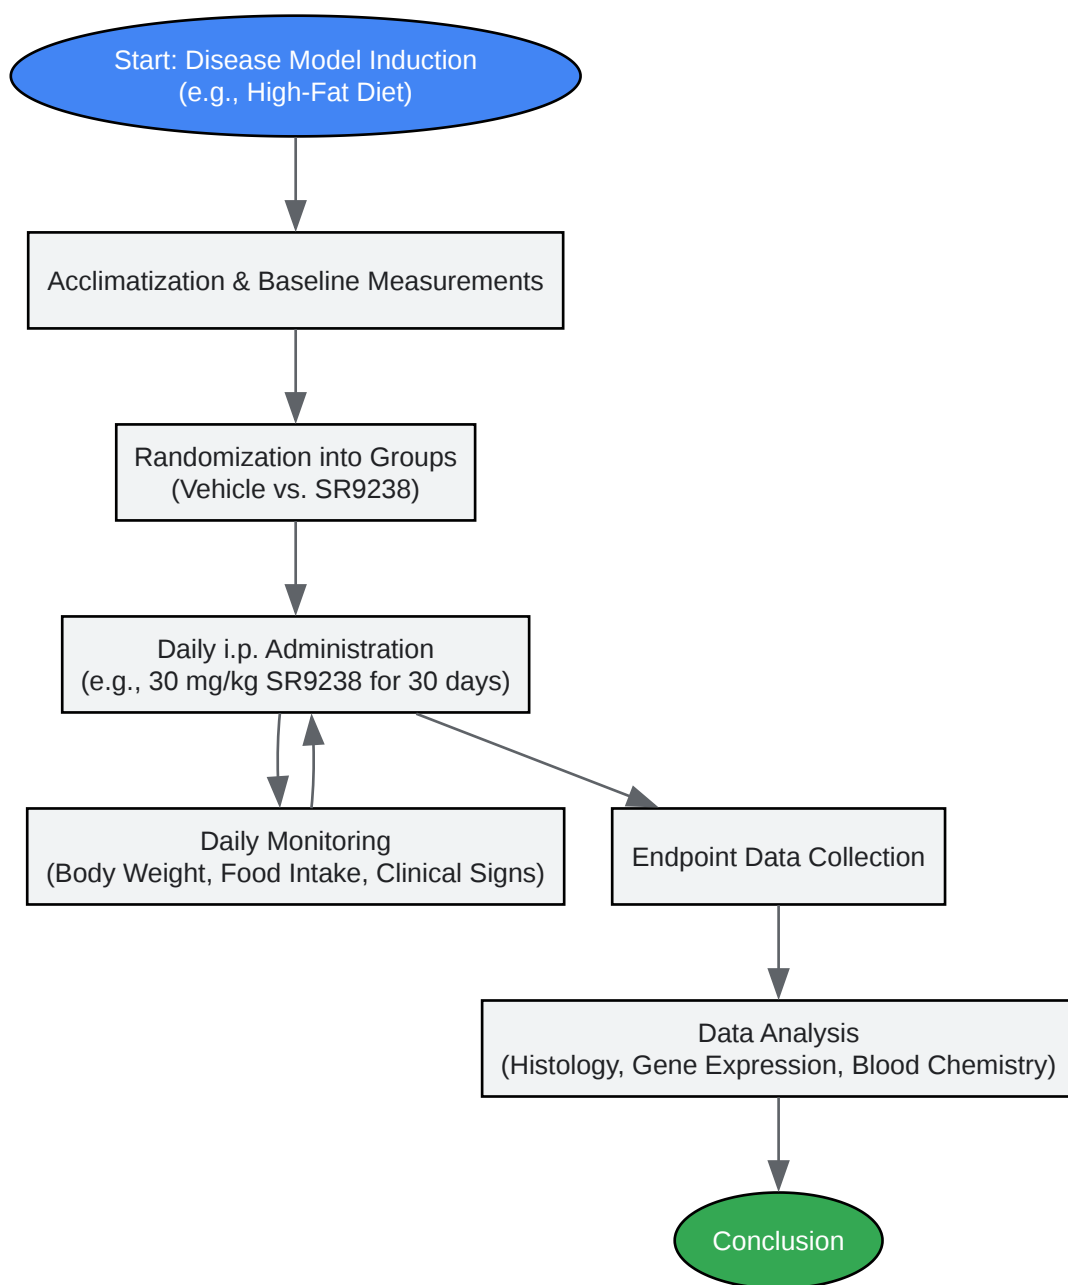 Start: Disease Model Induction
(e.g., High-Fat Diet)
Acclimatization & Baseline Measurements
Randomization into Groups
(Vehicle vs. SR9238)
Daily i.p. Administration
(e.g., 30 mg/kg SR9238 for 30 days)
Daily Monitoring
(Body Weight, Food Intake, Clinical Signs)
Endpoint Data Collection
Data Analysis
(Histology, Gene Expression, Blood Chemistry)
Conclusion